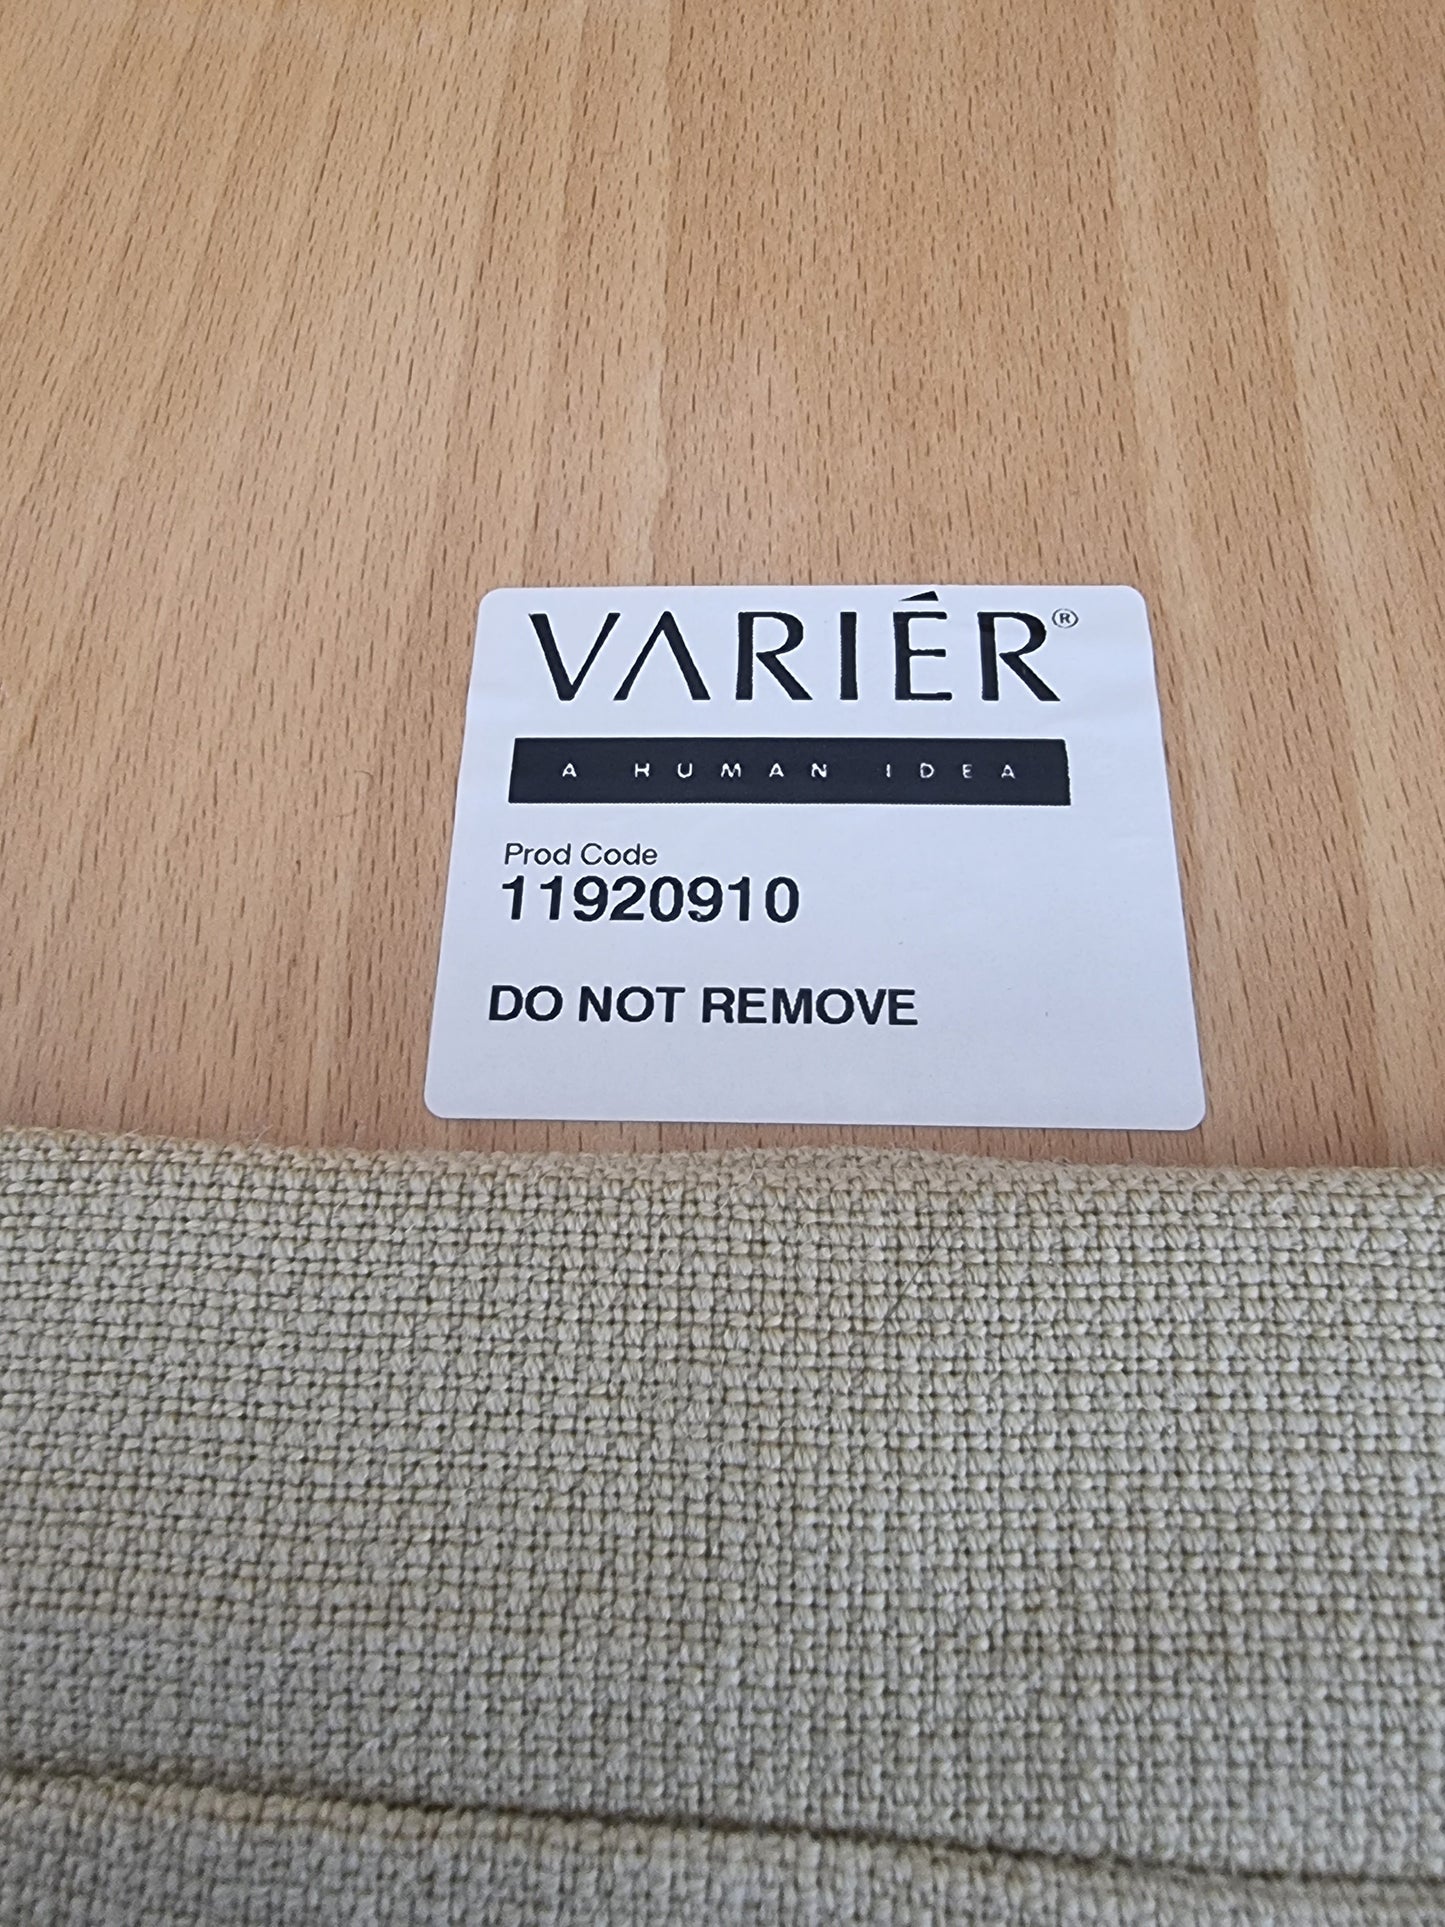 VARIÉR®
A HUMAN IDEA
Prod Code
11920910
DO NOT REMOVE